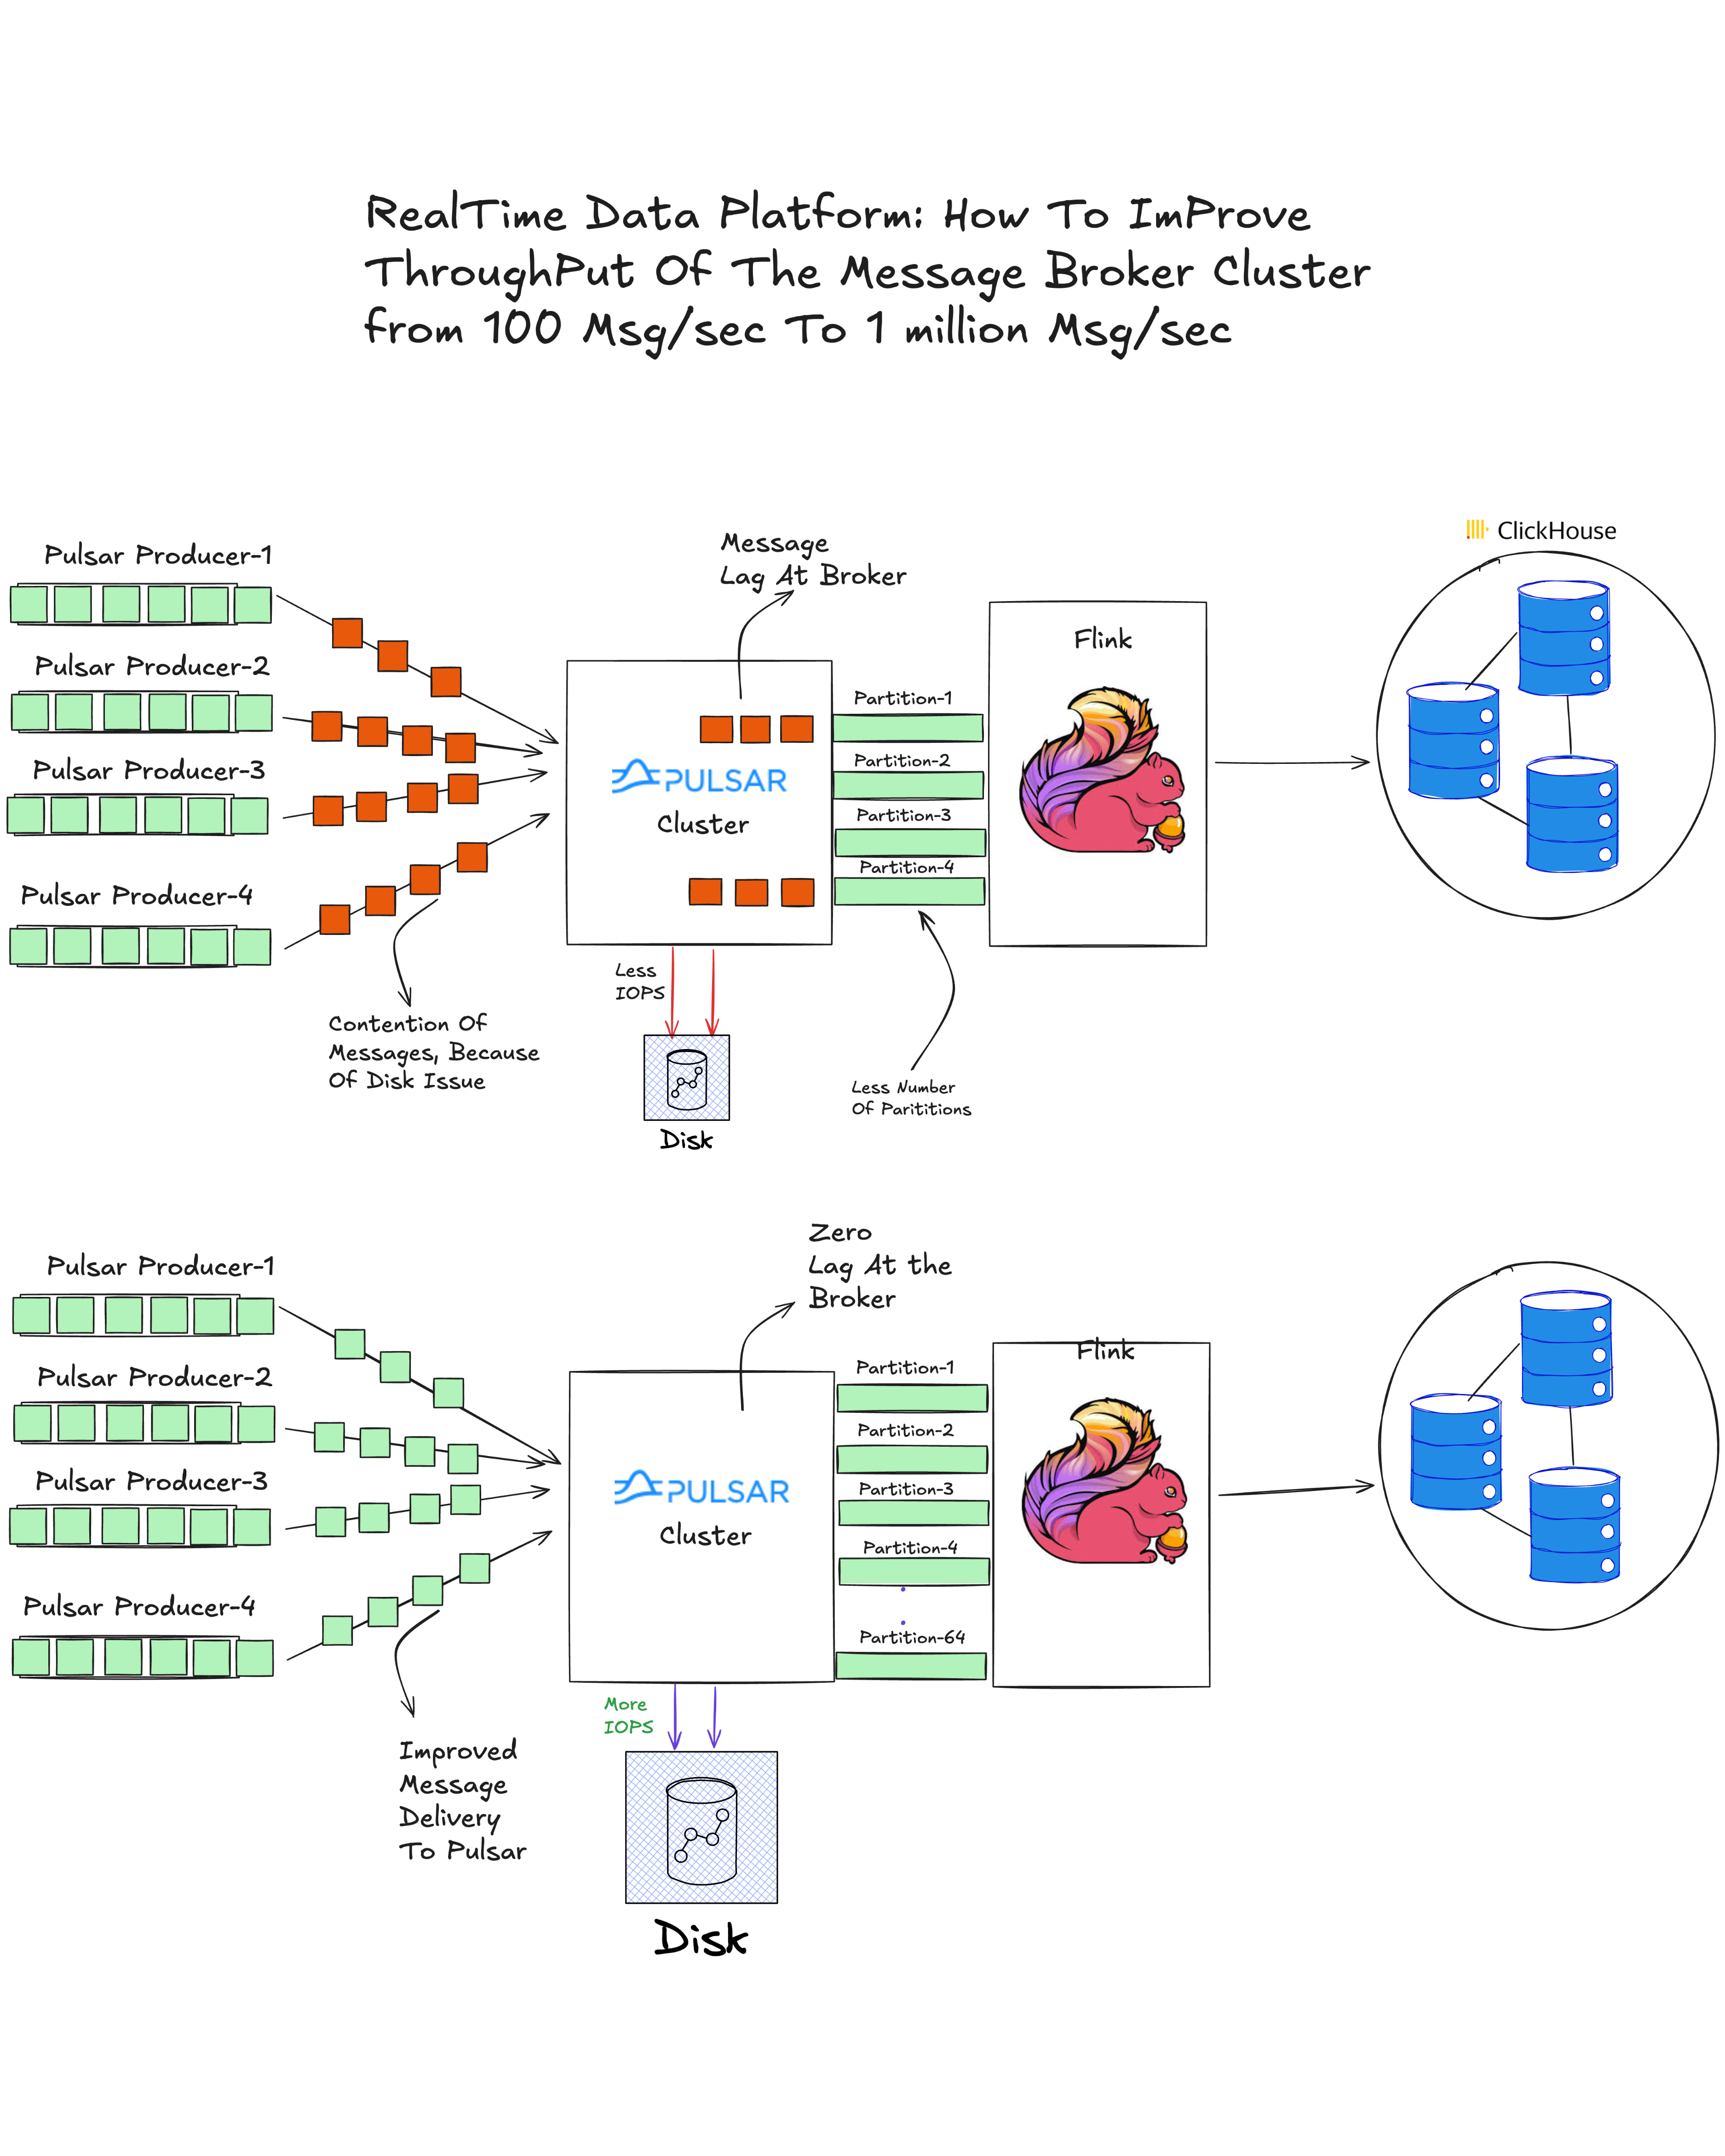 RealTime Data Platform: How To ImProve
ThroughPut Of The Message Broker Cluster
from 100 Msg/sec To 1 million Msg/sec
Pulsar Producer-1
Pulsar Producer-2
Pulsar Producer-3
Pulsar Producer-4
Contention Of
Messages, Because
Of Disk Issue
Message
Lag At Broker
PULSAR
Cluster
Less
IOPS
Disk
Partition-1
Partition-2
Partition-3
Partition-4
Less Number
Of Parititions
Flink
ClickHouse
Pulsar Producer-1
Pulsar Producer-2
Pulsar Producer-3
Pulsar Producer-4
Improved
Message
Delivery
To Pulsar
Zero
Lag At the
Broker
PULSAR
Cluster
More
IOPS
Disk
Partition-1
Partition-2
Partition-3
Partition-4
Partition-64
Flink